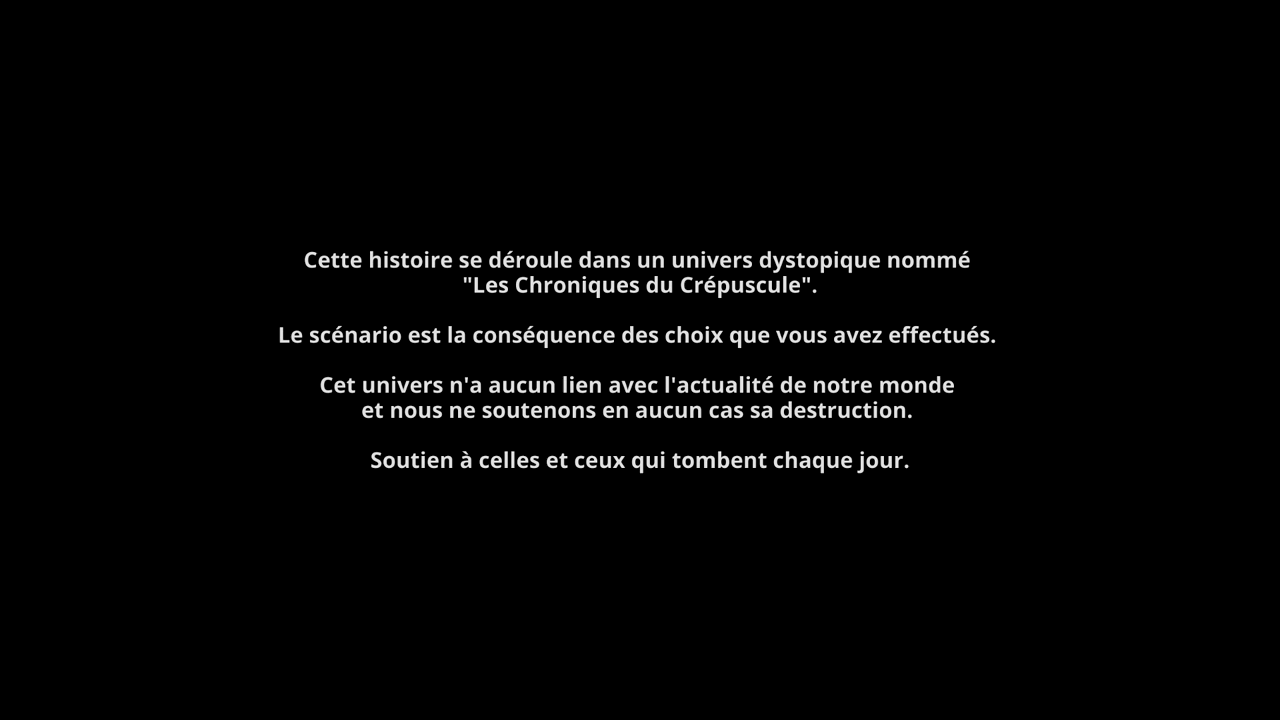 Cette histoire se déroule dans un univers dystopique nommé
"Les Chroniques du Crépuscule".
Le scénario est la conséquence des choix que vous avez effectués.
Cet univers n'a aucun lien avec l'actualité de notre monde
et nous ne soutenons en aucun cas sa destruction.
Soutien à celles et ceux qui tombent chaque jour.